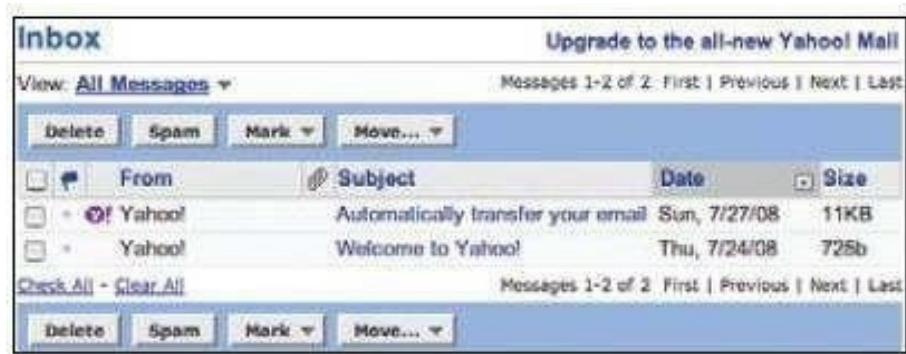 Inbox Upgrade to the all-new Yahoo! Mail
View: All Messages Messages 1-2 of 2 First | Previous | Next | Last
Delete Spam Mark Move...
From Subject Date Size
Y! Yahoo! Automatically transfer your email Sun, 7/27/08 11KB
Yahoo! Welcome to Yahoo! Thu, 7/24/08 725b
Check All - Clear All Messages 1-2 of 2 First | Previous | Next | Last
Delete Spam Mark Move...